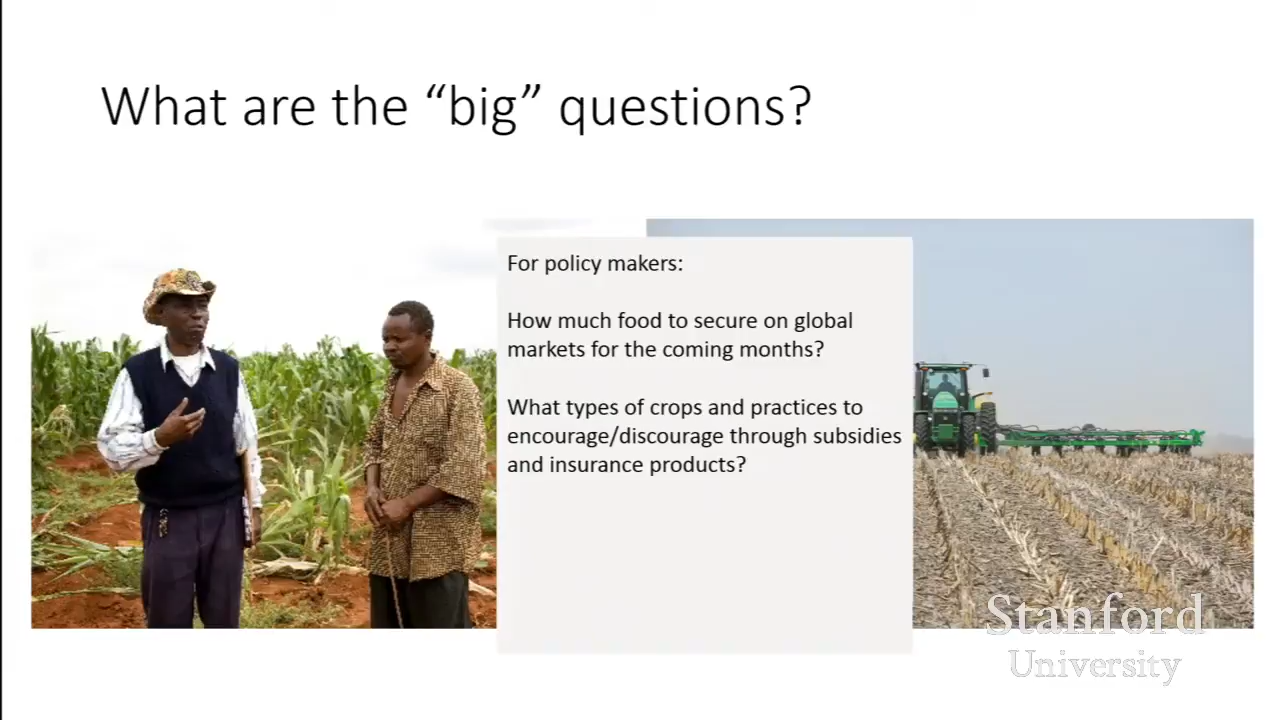 What are the “big” questions?
For policy makers:
How much food to secure on global
markets for the coming months?
What types of crops and practices to
encourage/discourage through subsidies
and insurance products?
Stanford
University